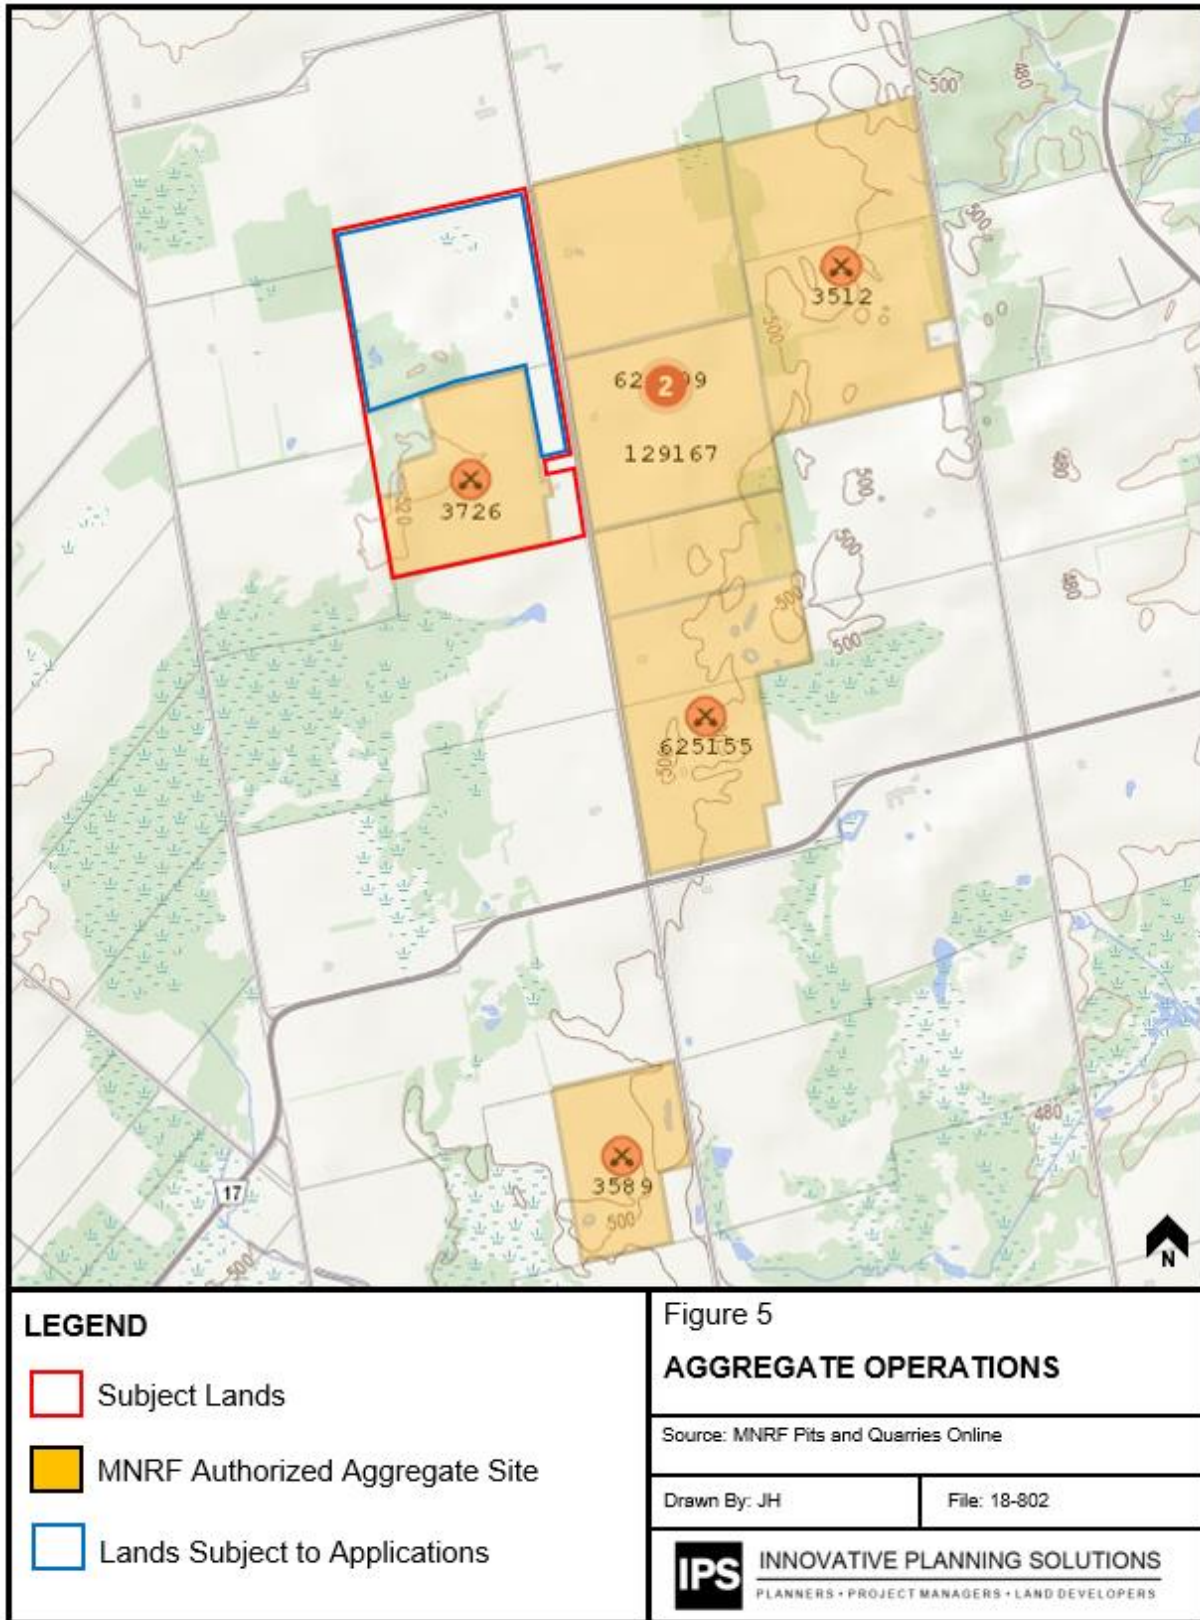 500
480
500
3512
500
2
129167
500
480
3726
520
500
500
480
500
625155
500
480
3589
500
17
500
N
LEGEND
Subject Lands
MNRF Authorized Aggregate Site
Lands Subject to Applications
Figure 5
AGGREGATE OPERATIONS
Source: MNRF Pits and Quarries Online
Drawn By: JH
File: 18-802
IPS
INNOVATIVE PLANNING SOLUTIONS
PLANNERS • PROJECT MANAGERS • LAND DEVELOPERS